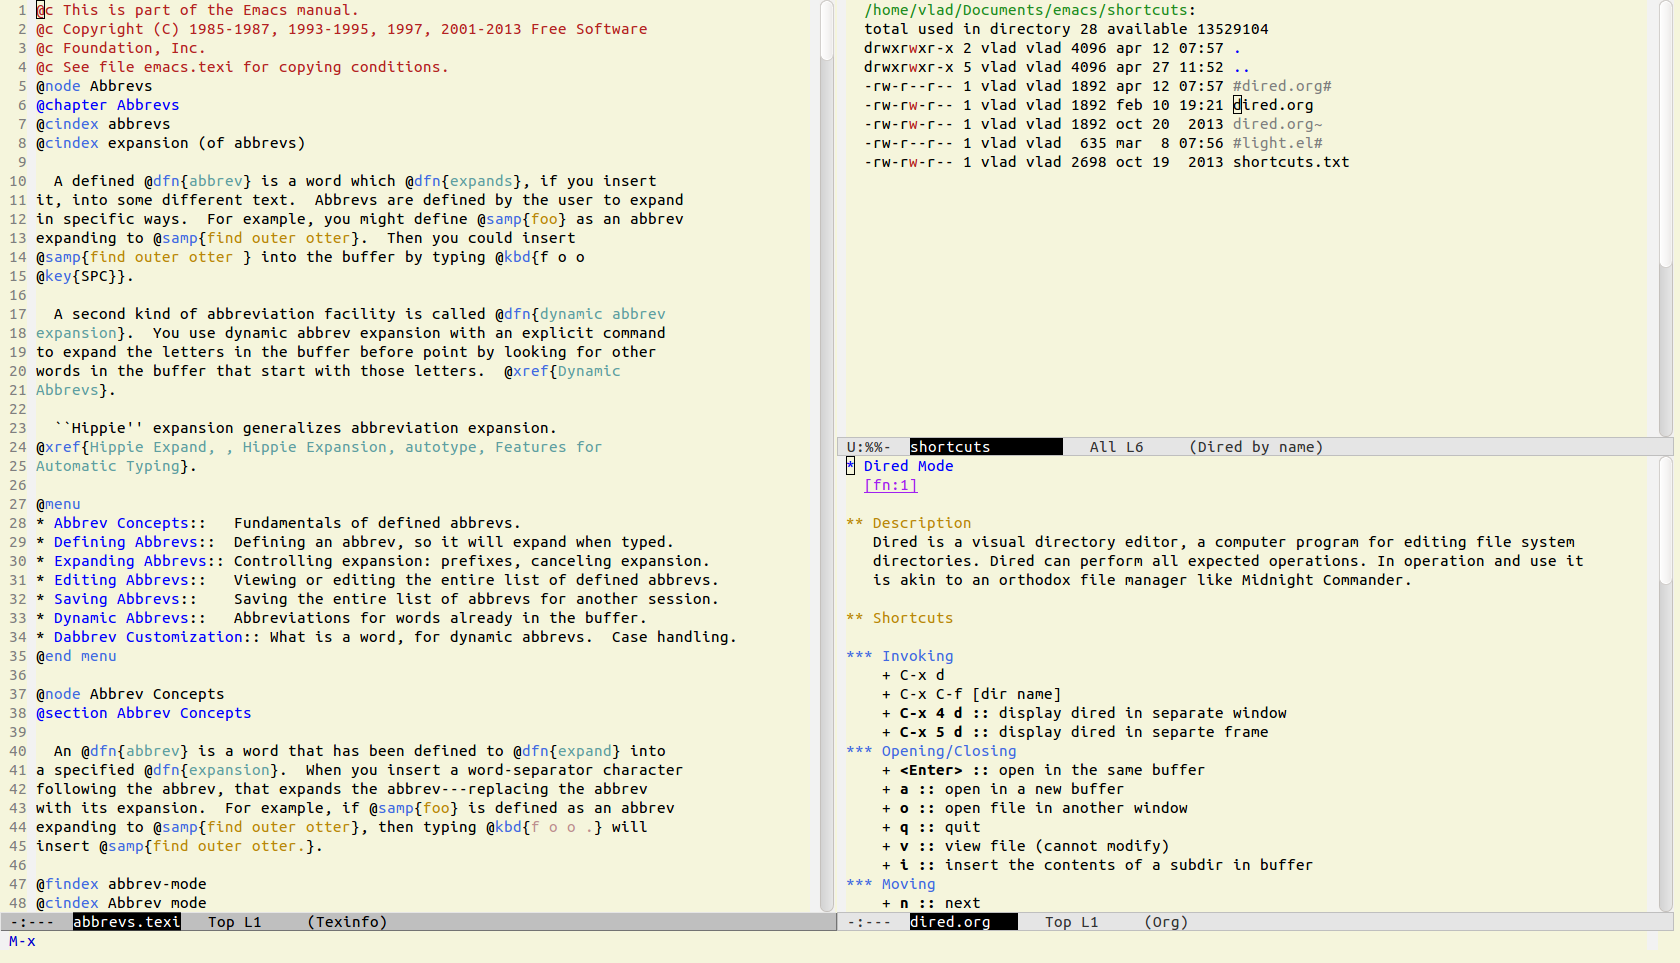 1 @c This is part of the Emacs manual.
2 @c Copyright (C) 1985-1987, 1993-1995, 1997, 2001-2013 Free Software
3 @c Foundation, Inc.
4 @c See file emacs.texi for copying conditions.
5 @node Abbrevs
6 @chapter Abbrevs
7 @cindex abbrevs
8 @cindex expansion (of abbrevs)
9
10   A defined @dfn{abbrev} is a word which @dfn{expands}, if you insert
11 it, into some different text.  Abbrevs are defined by the user to expand
12 in specific ways.  For example, you might define @samp{foo} as an abbrev
13 expanding to @samp{find outer otter}.  Then you could insert
14 @samp{find outer otter } into the buffer by typing @kbd{f o o
15 @key{SPC}}.
16
17   A second kind of abbreviation facility is called @dfn{dynamic abbrev
18 expansion}.  You use dynamic abbrev expansion with an explicit command
19 to expand the letters in the buffer before point by looking for other
20 words in the buffer that start with those letters.  @xref{Dynamic
21 Abbrevs}.
22
23   ``Hippie'' expansion generalizes abbreviation expansion.
24 @xref{Hippie Expand, , Hippie Expansion, autotype, Features for
25 Automatic Typing}.
26
27 @menu
28 * Abbrev Concepts::   Fundamentals of defined abbrevs.
29 * Defining Abbrevs::  Defining an abbrev, so it will expand when typed.
30 * Expanding Abbrevs:: Controlling expansion: prefixes, canceling expansion.
31 * Editing Abbrevs::   Viewing or editing the entire list of defined abbrevs.
32 * Saving Abbrevs::    Saving the entire list of abbrevs for another session.
33 * Dynamic Abbrevs::   Abbreviations for words already in the buffer.
34 * Dabbrev Customization:: What is a word, for dynamic abbrevs.  Case handling.
35 @end menu
36
37 @node Abbrev Concepts
38 @section Abbrev Concepts
39
40   An @dfn{abbrev} is a word that has been defined to @dfn{expand} into
41 a specified @dfn{expansion}.  When you insert a word-separator character
42 following the abbrev, that expands the abbrev---replacing the abbrev
43 with its expansion.  For example, if @samp{foo} is defined as an abbrev
44 expanding to @samp{find outer otter}, then typing @kbd{f o o .} will
45 insert @samp{find outer otter.}.
46
47 @findex abbrev-mode
48 @cindex Abbrev mode
-:---  abbrevs.texi   Top L1     (Texinfo)
/home/vlad/Documents/emacs/shortcuts:
total used in directory 28 available 13529104
drwxrwxr-x 2 vlad vlad 4096 apr 12 07:57 .
drwxrwxr-x 5 vlad vlad 4096 apr 27 11:52 ..
-rw-r--r-- 1 vlad vlad 1892 apr 12 07:57 #dired.org#
-rw-rw-r-- 1 vlad vlad 1892 feb 10 19:21 dired.org
-rw-rw-r-- 1 vlad vlad 1892 oct 20  2013 dired.org~
-rw-r--r-- 1 vlad vlad  635 mar  8 07:56 #light.el#
-rw-rw-r-- 1 vlad vlad 2698 oct 19  2013 shortcuts.txt
U:%%-  shortcuts           All L6     (Dired by name)
* Dired Mode
  [fn:1]

** Description
   Dired is a visual directory editor, a computer program for editing file system
   directories. Dired can perform all expected operations. In operation and use it
   is akin to an orthodox file manager like Midnight Commander.

** Shortcuts

*** Invoking
    + C-x d
    + C-x C-f [dir name]
    + C-x 4 d :: display dired in separate window
    + C-x 5 d :: display dired in separte frame
*** Opening/Closing
    + <Enter> :: open in the same buffer
    + a :: open in a new buffer
    + o :: open file in another window
    + q :: quit
    + v :: view file (cannot modify)
    + i :: insert the contents of a subdir in buffer
*** Moving
    + n :: next
-:---  dired.org      Top L1     (Org)
M-x